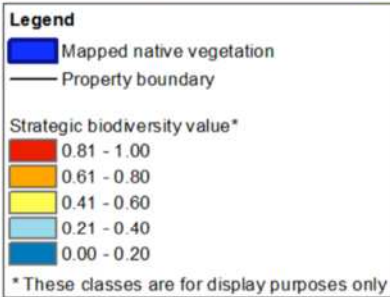 Legend
Mapped native vegetation
Property boundary
Strategic biodiversity value*
0.81 - 1.00
0.61 - 0.80
0.41 - 0.60
0.21 - 0.40
0.00 - 0.20
* These classes are for display purposes only